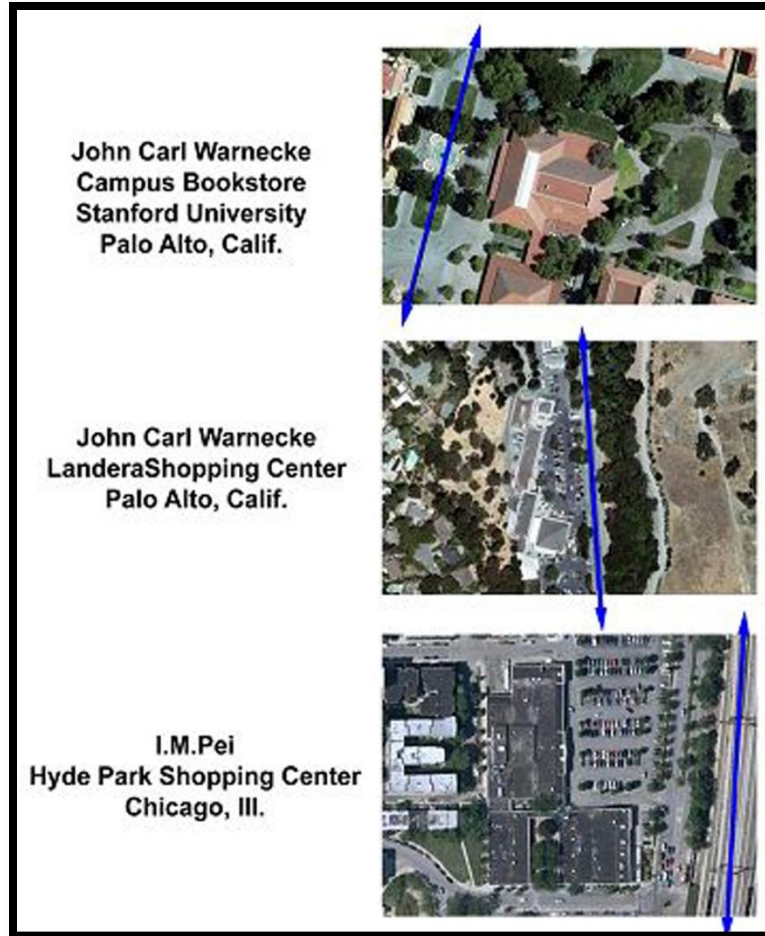 John Carl Warnecke
Campus Bookstore
Stanford University
Palo Alto, Calif.
John Carl Warnecke
LanderaShopping Center
Palo Alto, Calif.
I.M.Pei
Hyde Park Shopping Center
Chicago, Ill.